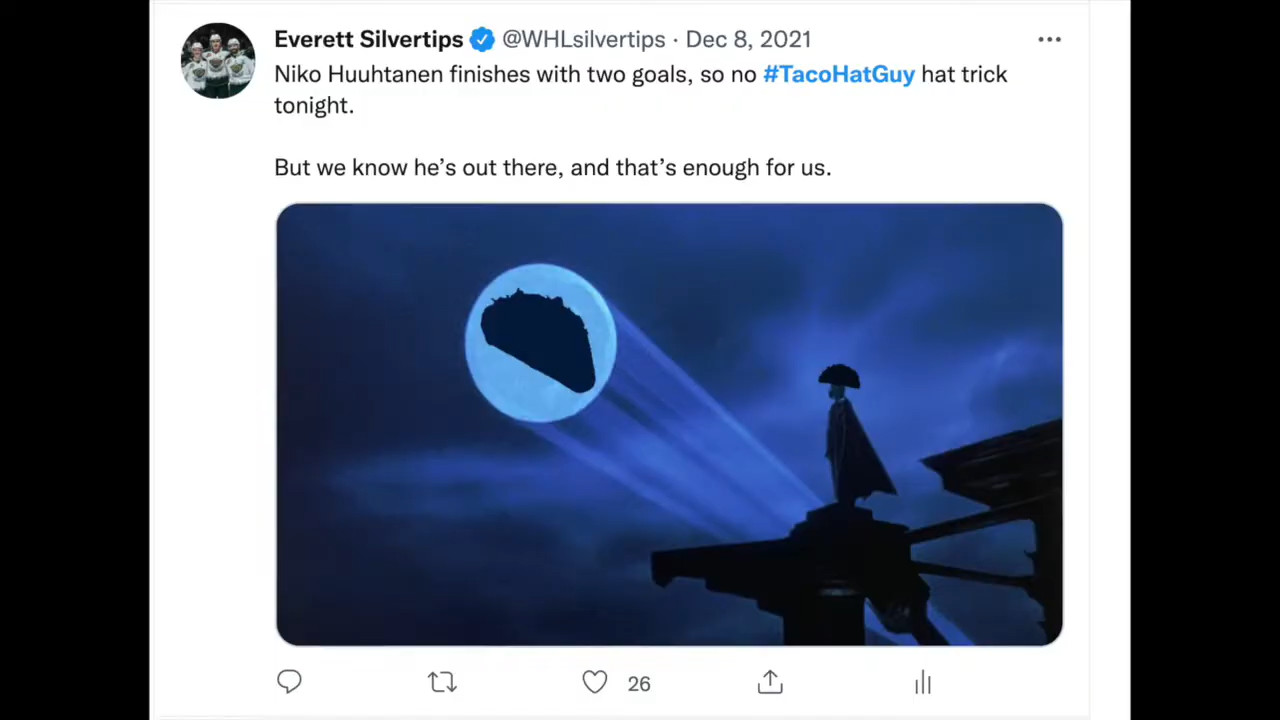 Everett Silvertips @WHLsilvertips · Dec 8, 2021
Niko Huuhtanen finishes with two goals, so no #TacoHatGuy hat trick
tonight.
But we know he’s out there, and that’s enough for us.
26